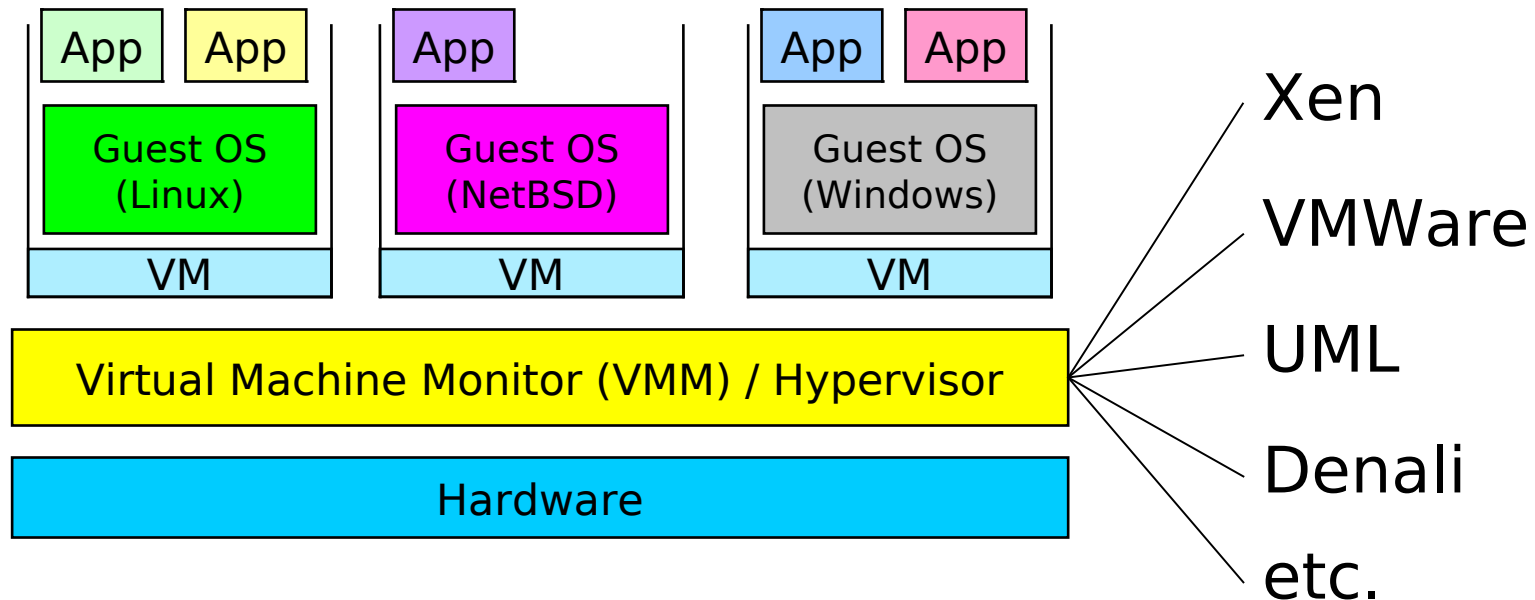 App
App
App
App
App
Guest OS
(Linux)
Guest OS
(NetBSD)
Guest OS
(Windows)
VM
VM
VM
Virtual Machine Monitor (VMM) / Hypervisor
Hardware
Xen
VMWare
UML
Denali
etc.